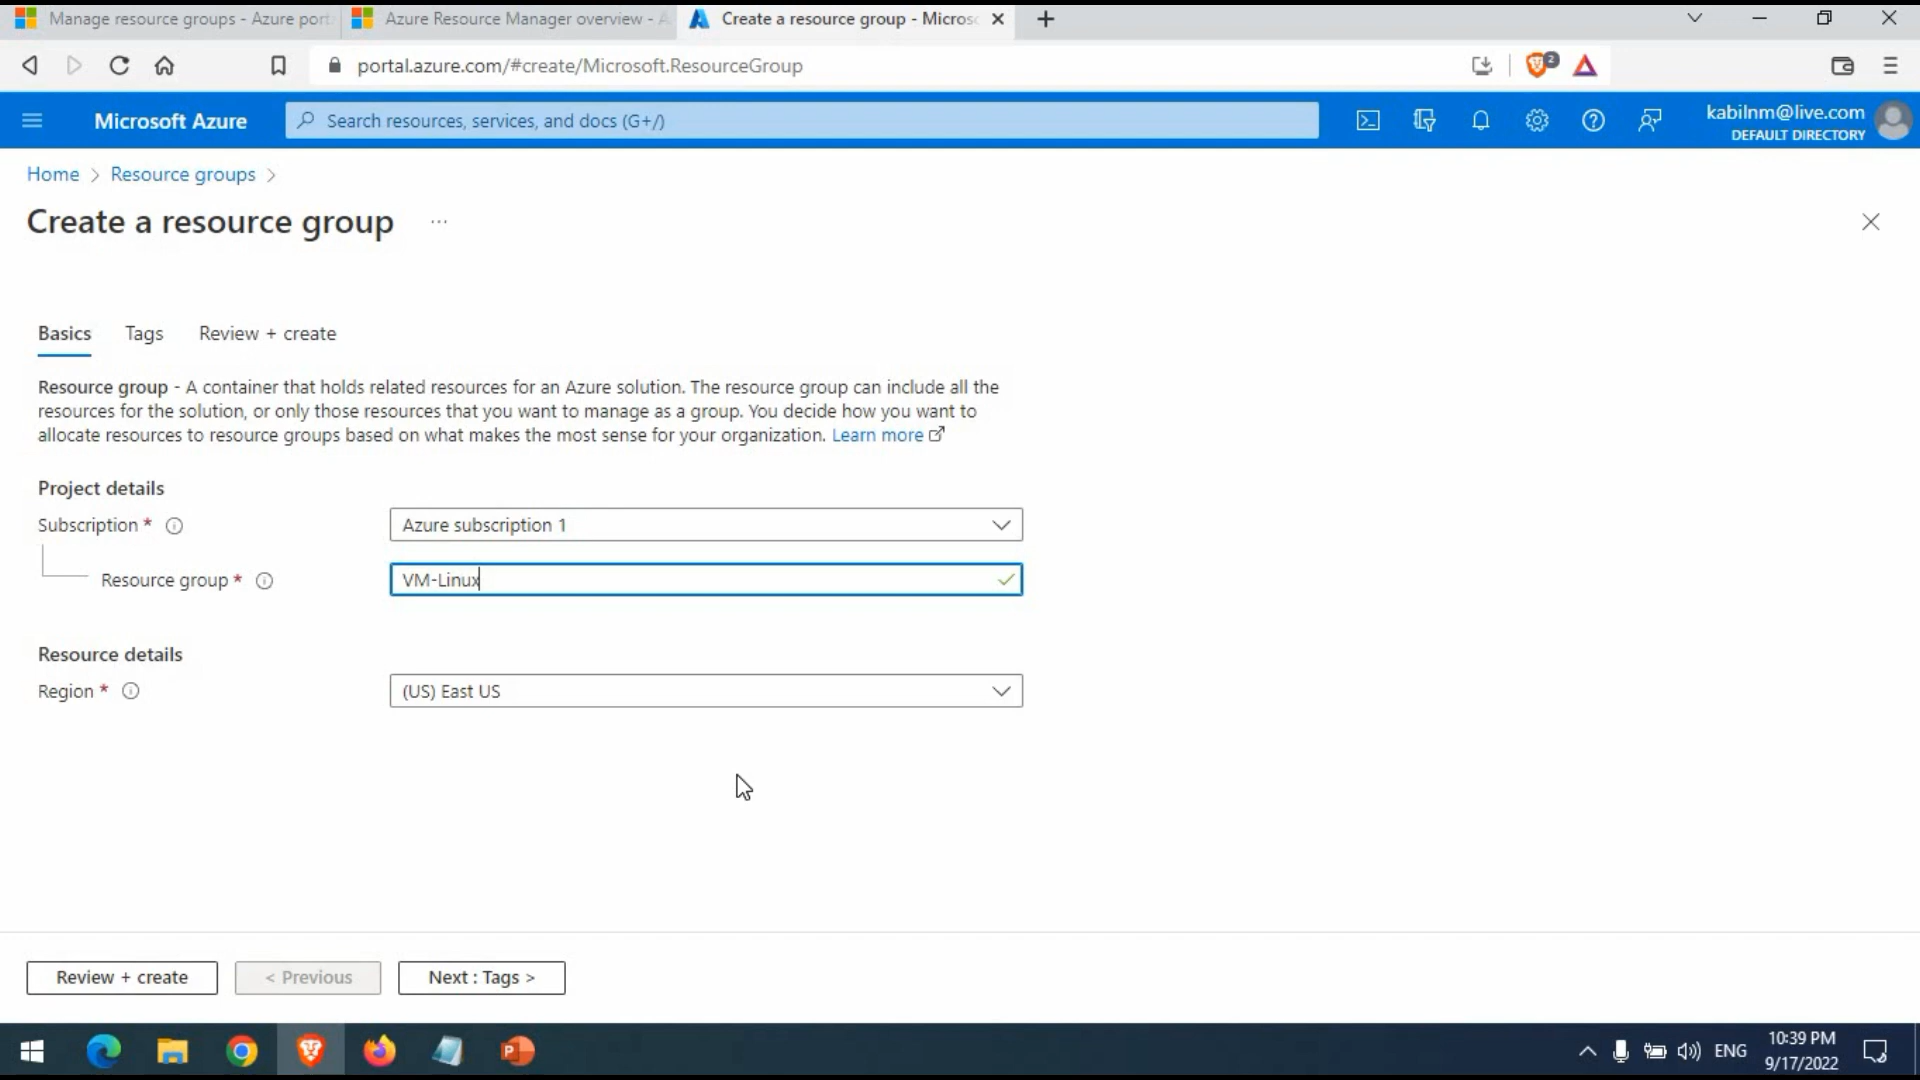 Manage resource groups - Azure port
Azure Resource Manager overview - A
Create a resource group - Micros
portal.azure.com/#create/Microsoft.ResourceGroup
2
Microsoft Azure
Search resources, services, and docs (G+/)
kabilnm@live.com
DEFAULT DIRECTORY
Home > Resource groups >
Create a resource group ...
Basics Tags Review + create
Resource group - A container that holds related resources for an Azure solution. The resource group can include all the
resources for the solution, or only those resources that you want to manage as a group. You decide how you want to
allocate resources to resource groups based on what makes the most sense for your organization. Learn more
Project details
Subscription *
Azure subscription 1
Resource group *
VM-Linux
Resource details
Region *
(US) East US
Review + create
< Previous
Next : Tags >
ENG
10:39 PM
9/17/2022